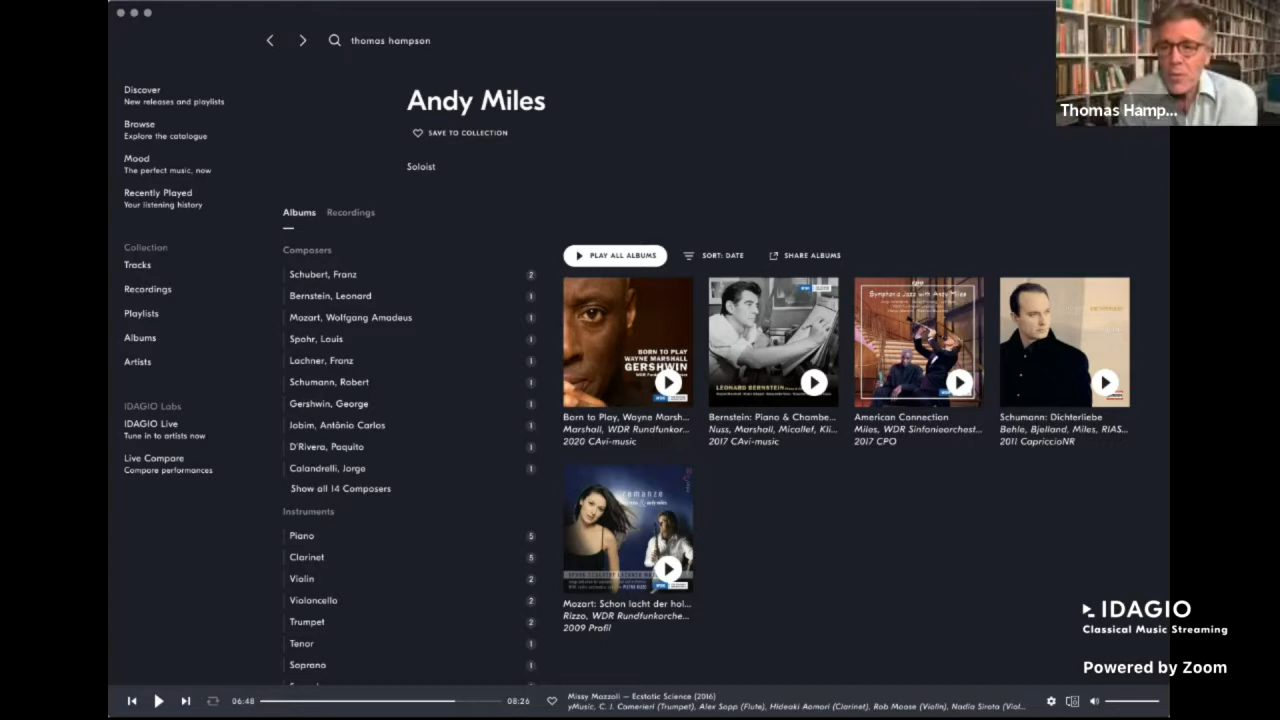 thomas hampson
Thomas Hamp...
Discover
New releases and playlists
Browse
Explore the catalogue
Mood
The perfect music, now
Recently Played
Your listening history
Collection
Tracks
Recordings
Playlists
Albums
Artists
IDAGIO Labs
IDAGIO Live
Tune in to artists now
Live Compare
Compare performances
Andy Miles
SAVE TO COLLECTION
Soloist
Albums Recordings
Composers
Schubert, Franz 2
Bernstein, Leonard 1
Mozart, Wolfgang Amadeus 1
Spohr, Louis 1
Lachner, Franz 1
Schumann, Robert 1
Gershwin, George 1
Jobim, Antônio Carlos 1
D'Rivera, Paquito 1
Calandrelli, Jorge 1
Show all 14 Composers
Instruments
Piano 5
Clarinet 5
Violin 2
Violoncello 2
Trumpet 2
Tenor 1
Soprano 1
PLAY ALL ALBUMS SORT: DATE SHARE ALBUMS
BORN TO PLAY
WAYNE MARSHALL
GERSHWIN
Born to Play, Wayne Marsh...
Marshall, WDR Rundfunkor...
2020 CAvi-music
LEONARD BERNSTEIN
Bernstein: Piano & Chambe...
Nuss, Marshall, Micallef, Kli...
2017 CAvi-music
cpo
Symphonic Jazz with Andy Miles
American Connection
Miles, WDR Sinfonieorchest...
2017 CPO
Schumann: Dichterliebe
Behle, Bjelland, Miles, RIAS...
2011 CapriccioNR
romanze
Mozart: Schon lacht der hol...
Rizzo, WDR Rundfunkorche...
2009 Profil
IDAGIO
Classical Music Streaming
Powered by Zoom
06:48 08:26
Missy Mazzoli — Ecstatic Science (2016)
yMusic, C. J. Camerieri (Trumpet), Alex Sopp (Flute), Hideaki Aomori (Clarinet), Rob Moose (Violin), Nadia Sirota (Viol...